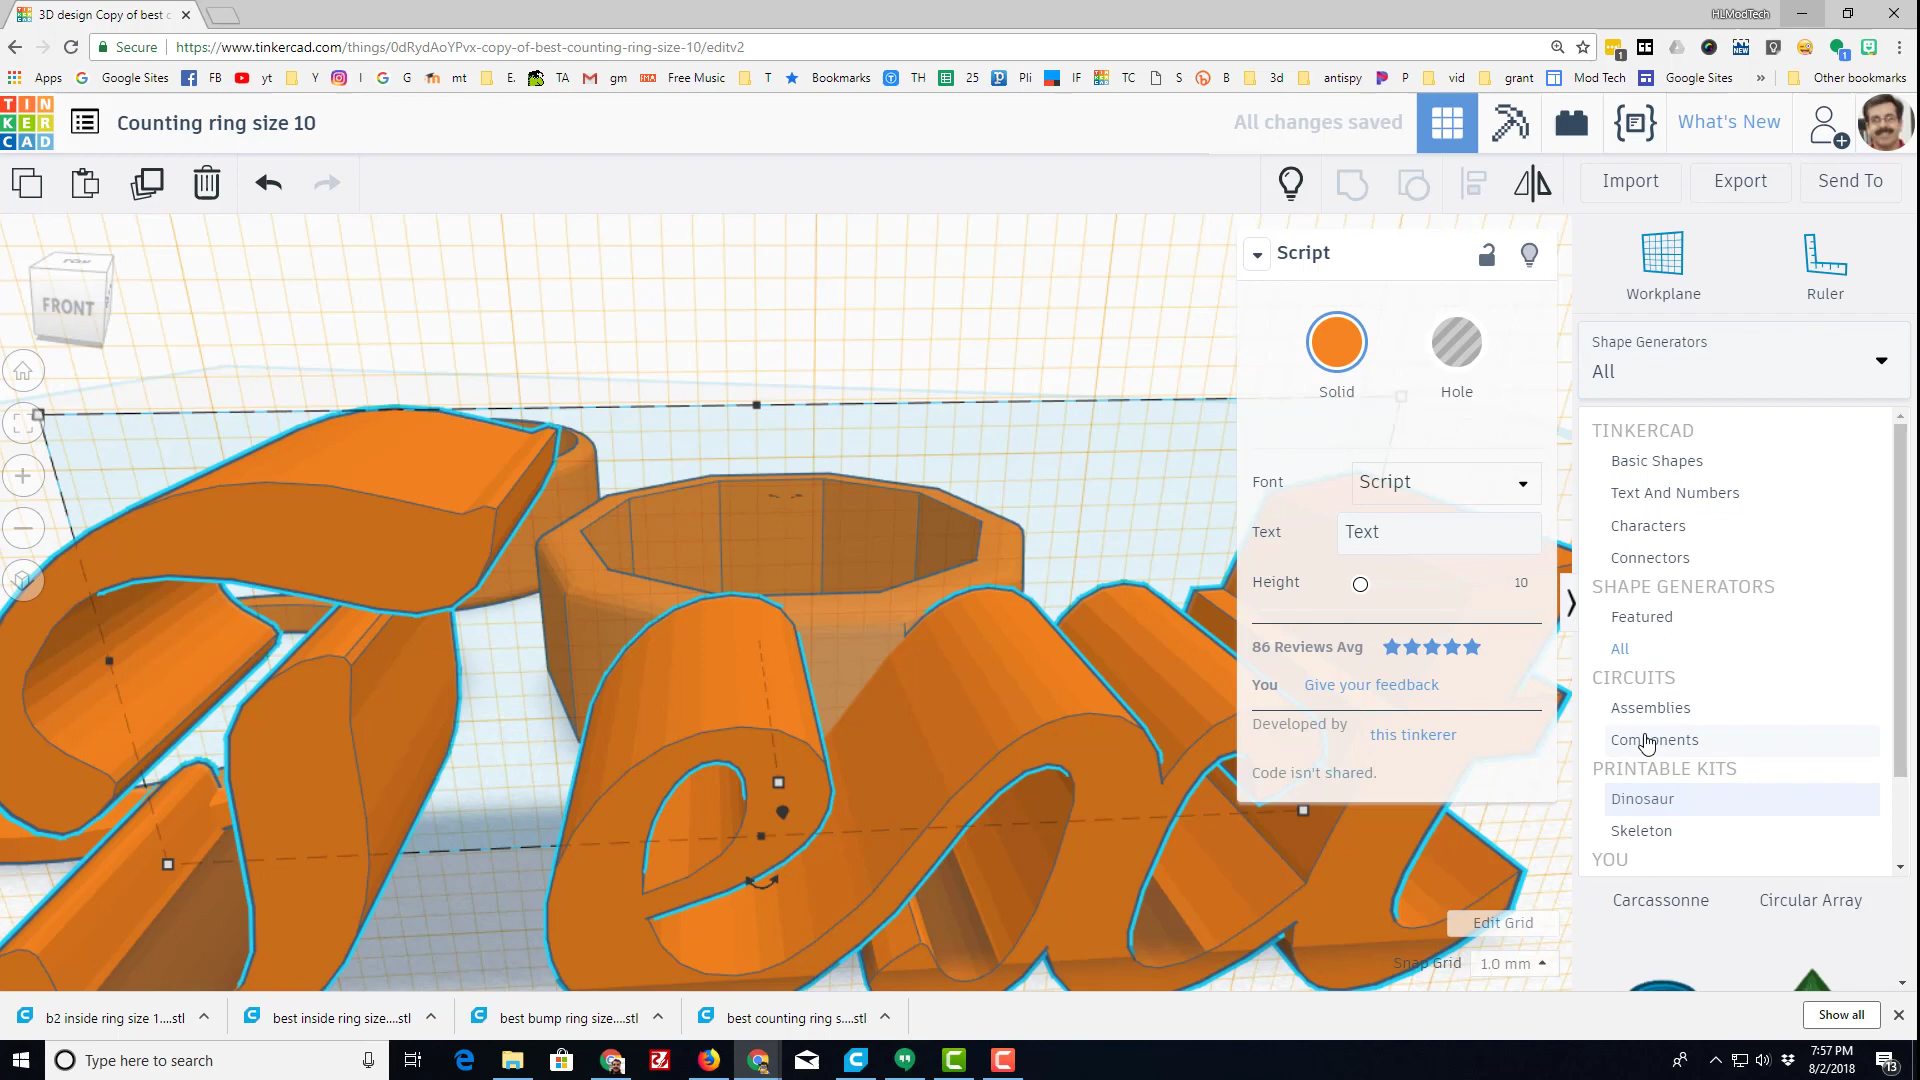 3D design Copy of best c
HLModTech
Secure
https://www.tinkercad.com/things/0dRydAoYPvx-copy-of-best-counting-ring-size-10/editv2
Apps
Google Sites
FB
yt
Y
I
G
mt
E.
TA
gm
Free Music
T
Bookmarks
TH
25
Pli
IF
TC
S
B
3d
antispy
P
vid
grant
Mod Tech
Google Sites
Other bookmarks
TIN
KER
CAD
Counting ring size 10
All changes saved
What's New
Import
Export
Send To
FRONT
Script
Solid
Hole
Font
Script
Text
Text
Height
10
86 Reviews Avg
You
Give your feedback
Developed by
this tinkerer
Code isn't shared.
Workplane
Ruler
Shape Generators
All
TINKERCAD
Basic Shapes
Text And Numbers
Characters
Connectors
SHAPE GENERATORS
Featured
All
CIRCUITS
Assemblies
Components
PRINTABLE KITS
Dinosaur
Skeleton
YOU
Carcassonne
Circular Array
Edit Grid
Snap Grid
1.0 mm
b2 inside ring size 1....stl
best inside ring size....stl
best bump ring size....stl
best counting ring s....stl
Show all
Type here to search
7:57 PM
8/2/2018
13